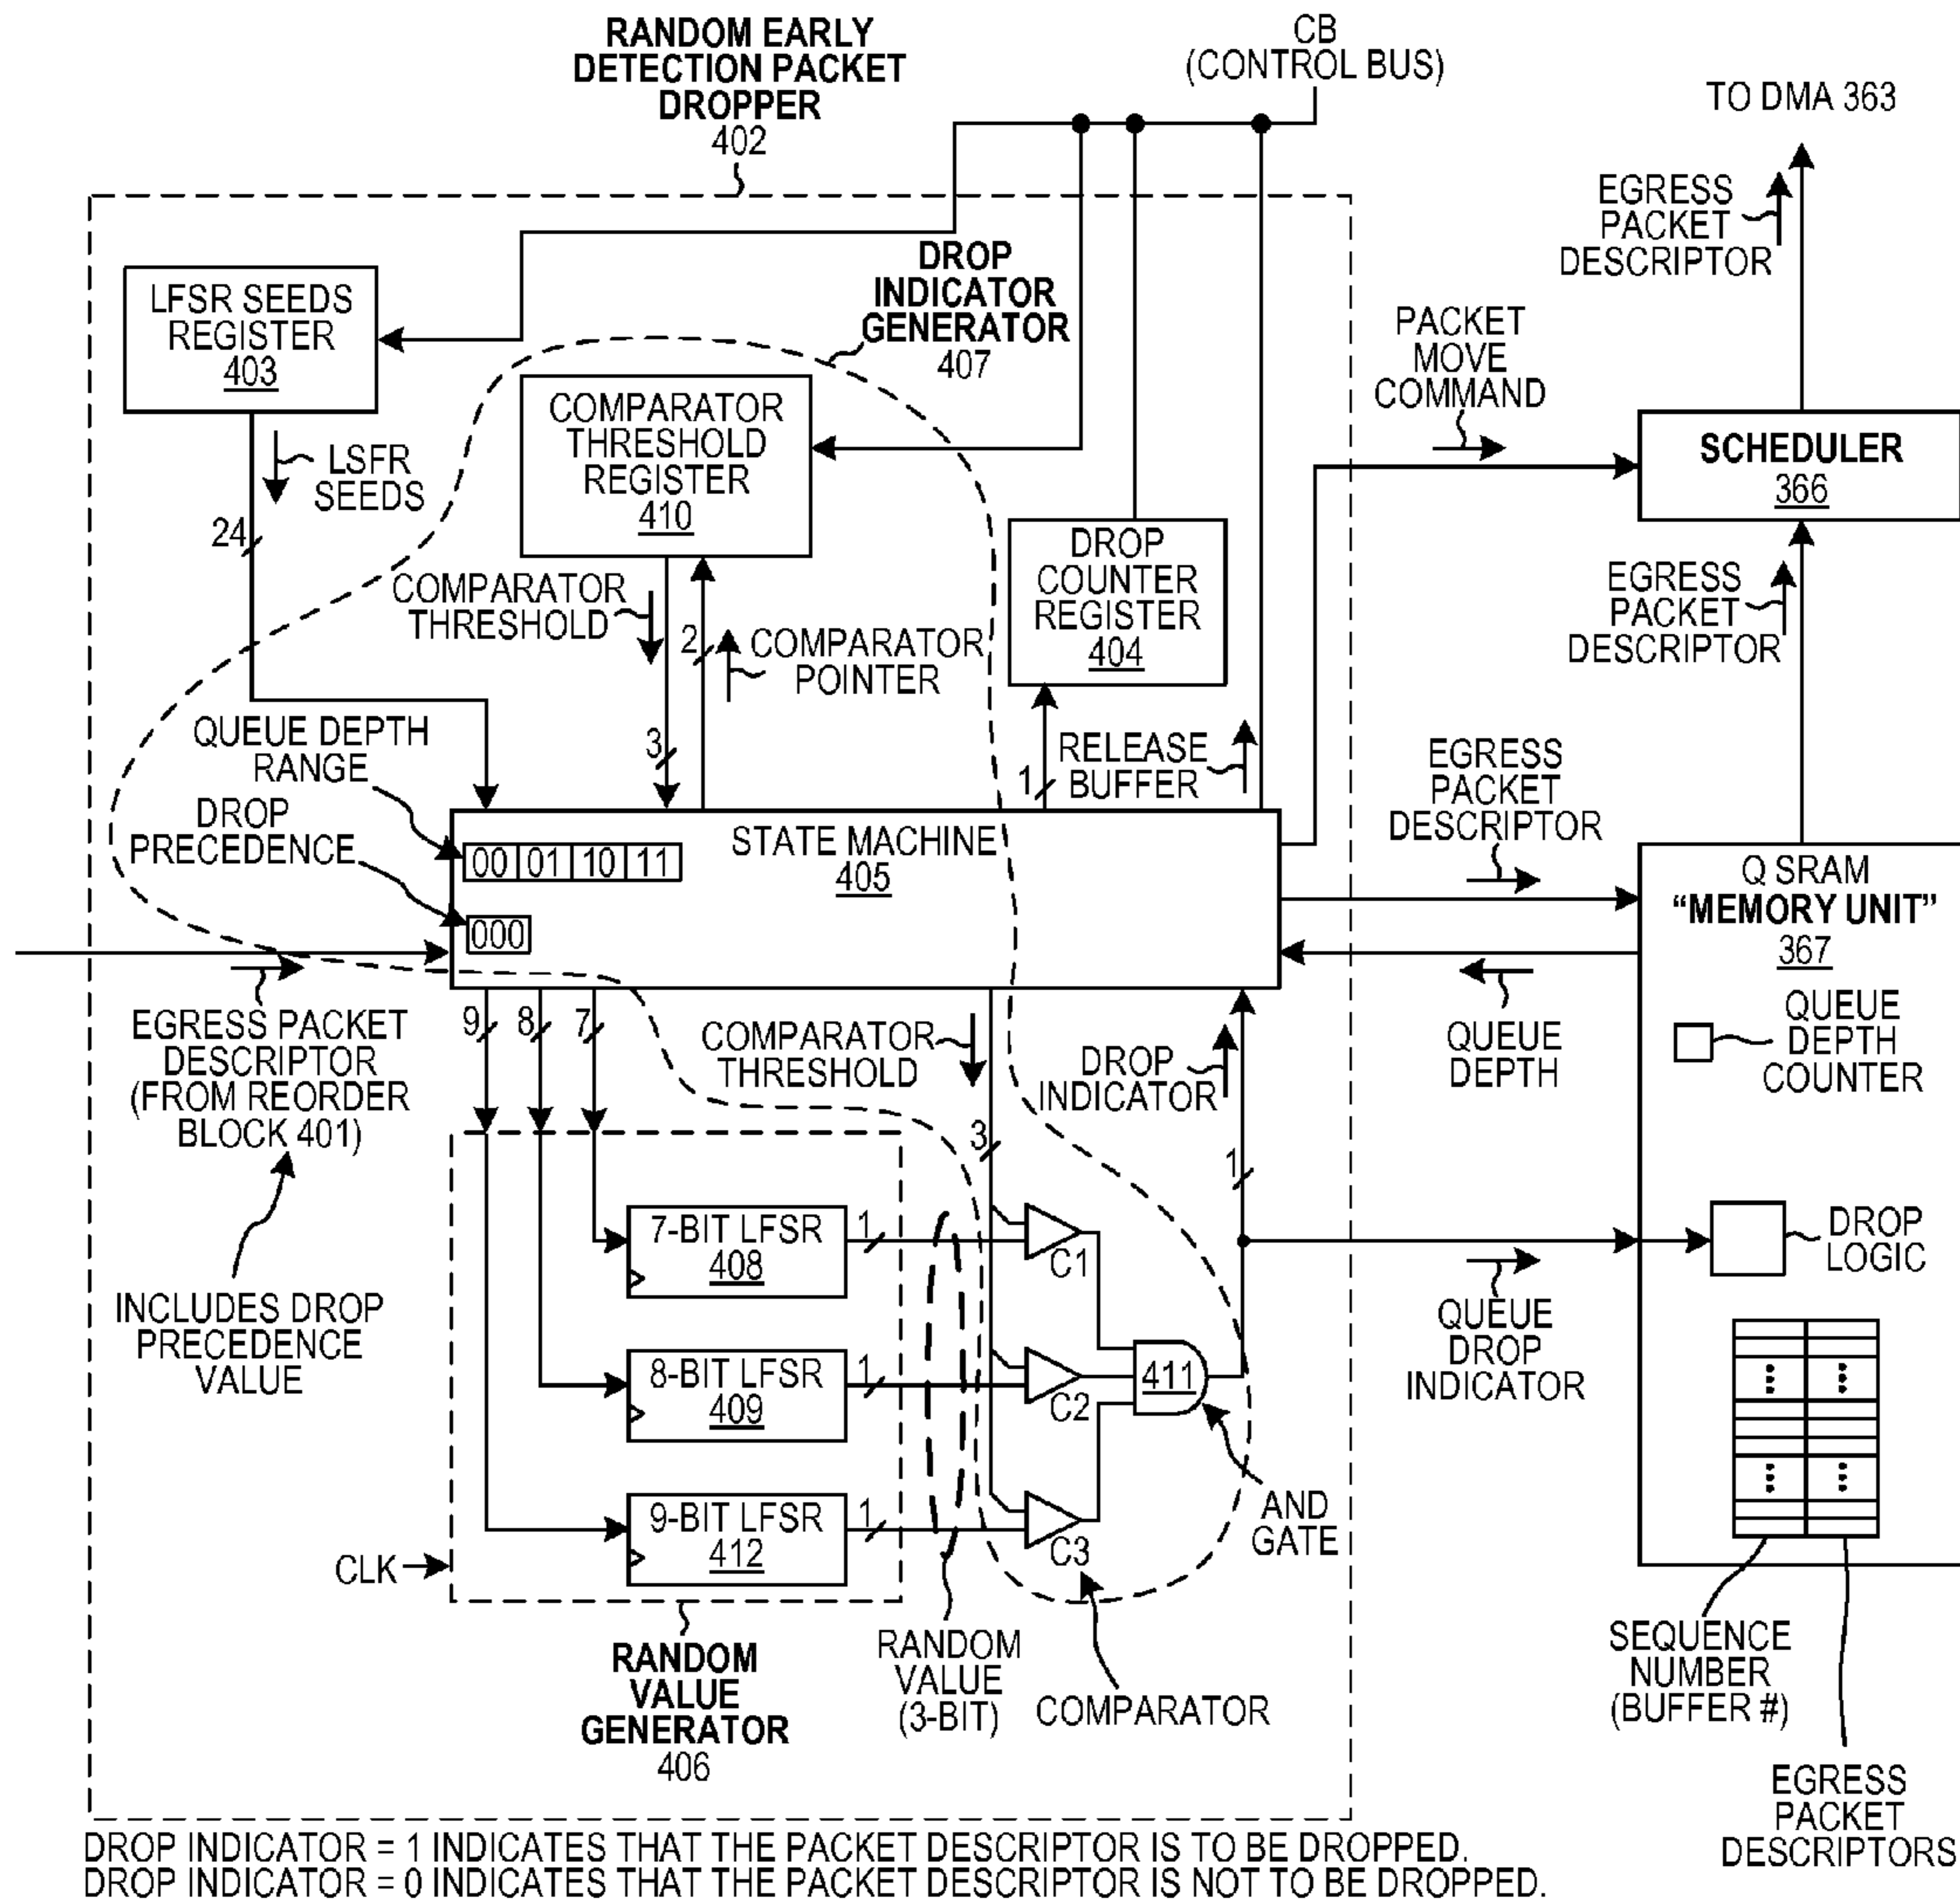 RANDOM EARLY
DETECTION PACKET
DROPPER
402
CB
(CONTROL BUS)
TO DMA 363
EGRESS
PACKET
DESCRIPTOR
DROP
INDICATOR
GENERATOR
407
LFSR SEEDS
REGISTER
403
LSFR
SEEDS
24
COMPARATOR
THRESHOLD
REGISTER
410
PACKET
MOVE
COMMAND
SCHEDULER
366
DROP
COUNTER
REGISTER
404
COMPARATOR
THRESHOLD
2
COMPARATOR
POINTER
EGRESS
PACKET
DESCRIPTOR
QUEUE DEPTH
RANGE
3
1
RELEASE
BUFFER
EGRESS
PACKET
DESCRIPTOR
DROP
PRECEDENCE
00 01 10 11
000
STATE MACHINE
405
Q SRAM
“MEMORY UNIT”
367
QUEUE
DEPTH
COUNTER
QUEUE
DEPTH
EGRESS PACKET
DESCRIPTOR
(FROM REORDER
BLOCK 401)
9
8
7
COMPARATOR
THRESHOLD
DROP
INDICATOR
3
1
INCLUDES DROP
PRECEDENCE
VALUE
7-BIT LFSR
408
1
C1
DROP
LOGIC
QUEUE
DROP
INDICATOR
8-BIT LFSR
409
1
C2
411
9-BIT LFSR
412
1
C3
AND
GATE
CLK
RANDOM
VALUE
GENERATOR
406
RANDOM
VALUE
(3-BIT)
COMPARATOR
SEQUENCE
NUMBER
(BUFFER #)
EGRESS
PACKET
DESCRIPTORS
DROP INDICATOR = 1 INDICATES THAT THE PACKET DESCRIPTOR IS TO BE DROPPED.
DROP INDICATOR = 0 INDICATES THAT THE PACKET DESCRIPTOR IS NOT TO BE DROPPED.